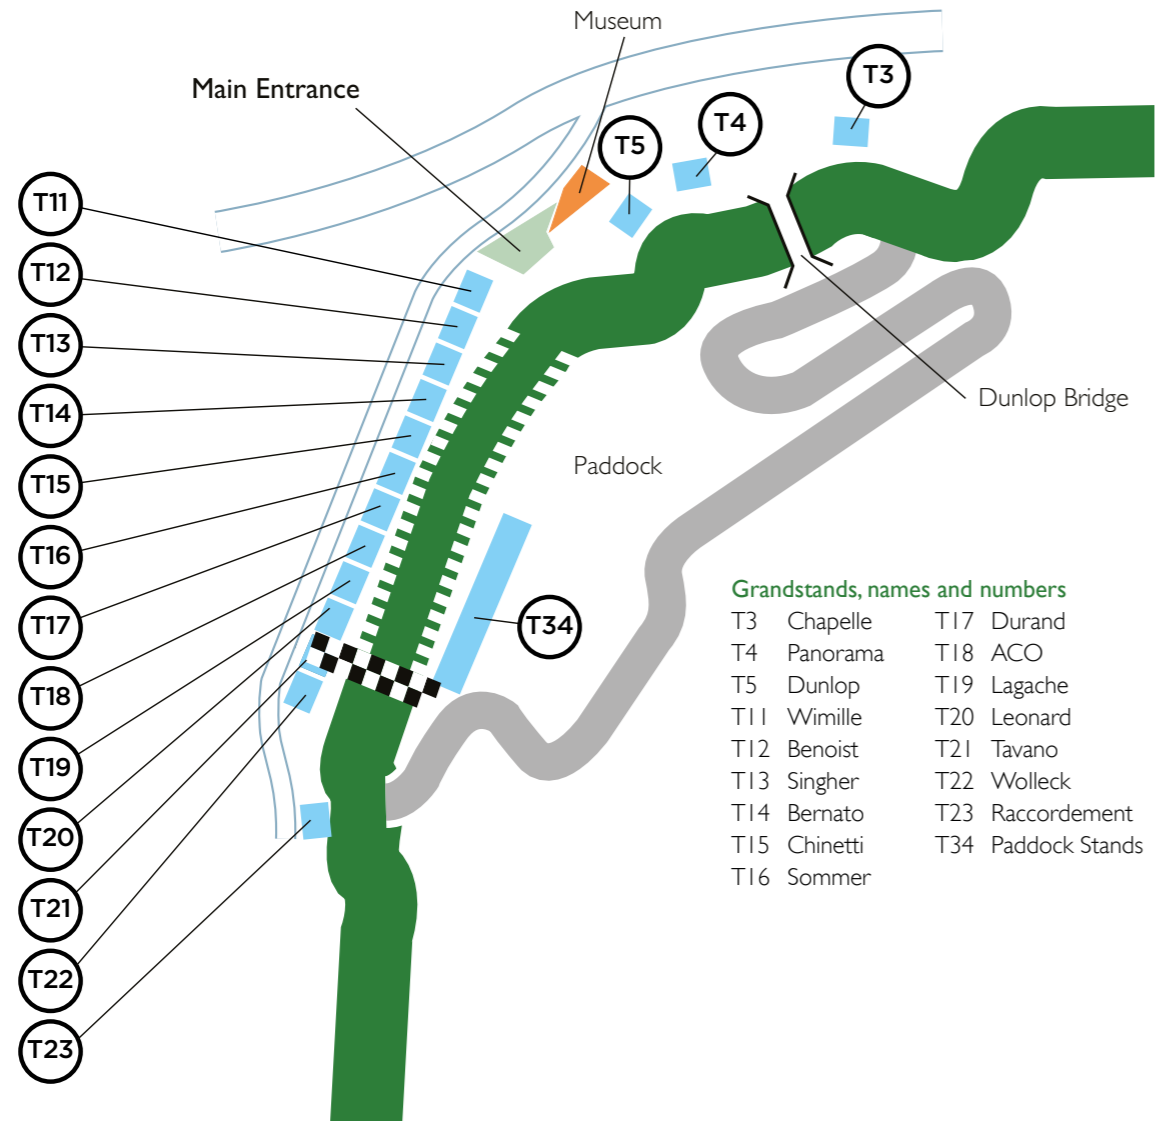 Museum
Main Entrance
T3
T4
T5
T11
T12
T13
T14
T15
T16
T17
T18
T19
T20
T21
T22
T23
T34
Dunlop Bridge
Paddock
Grandstands, names and numbers
T3 Chapelle
T4 Panorama
T5 Dunlop
T11 Wimille
T12 Benoist
T13 Singher
T14 Bernato
T15 Chinetti
T16 Sommer
T17 Durand
T18 ACO
T19 Lagache
T20 Leonard
T21 Tavano
T22 Wolleck
T23 Raccordement
T34 Paddock Stands